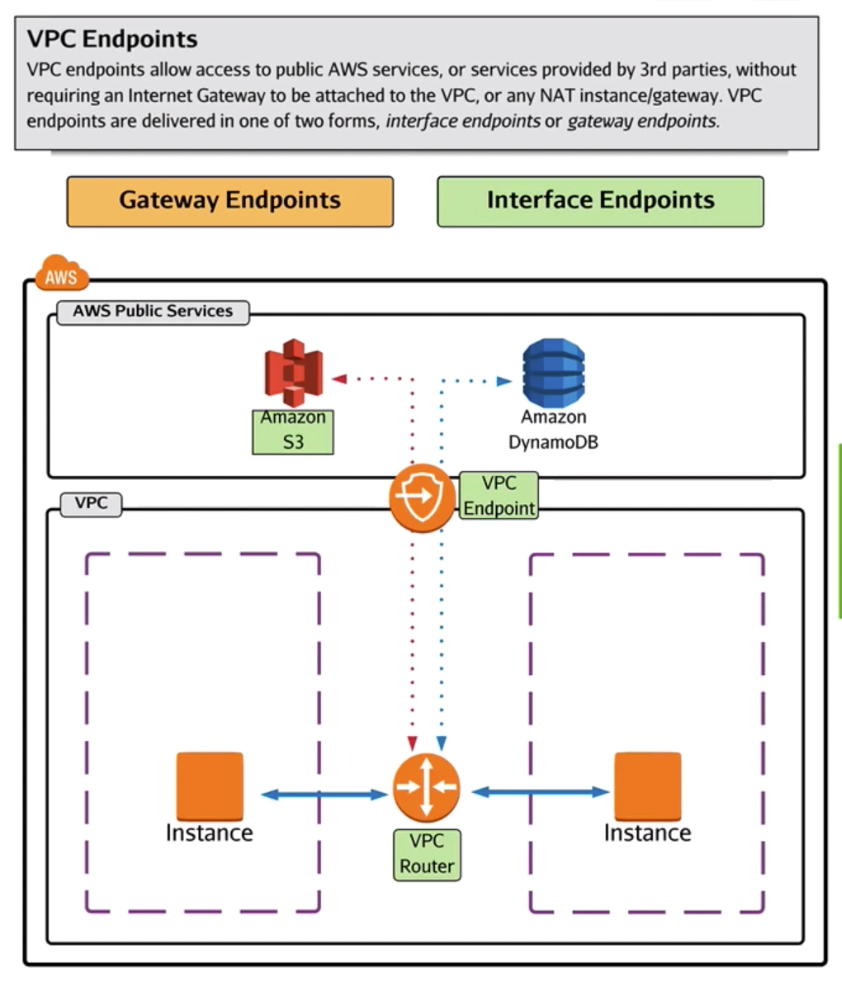 VPC Endpoints
VPC endpoints allow access to public AWS services, or services provided by 3rd parties, without
requiring an Internet Gateway to be attached to the VPC, or any NAT instance/gateway. VPC
endpoints are delivered in one of two forms, interface endpoints or gateway endpoints.
Gateway Endpoints
Interface Endpoints
AWS
AWS Public Services
Amazon
S3
Amazon
DynamoDB
VPC
Endpoint
VPC
Instance
VPC
Router
Instance